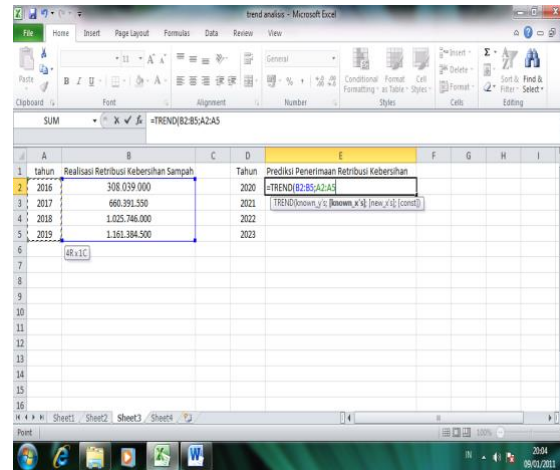 trend analisis - Microsoft Excel
File Home Insert Page Layout Formulas Data Review View
Paste
B I U
General
Conditional Formatting
Format as Table
Cell Styles
Insert
Delete
Format
Sort & Filter
Find & Select
Clipboard Font Alignment Number Styles Cells Editing
SUM =TREND(B2:B5;A2:A5
A B C D E F G H I
1 tahun Realisasi Retribusi Kebersihan Sampah Tahun Prediksi Penerimaan Retribusi Kebersihan
2 2016 308.039.000 2020 =TREND(B2:B5;A2:A5
3 2017 660.391.550 2021 TREND(known_y's; [known_x's]; [new_x's]; [const])
4 2018 1.025.746.000 2022
5 2019 1.161.384.500 2023
6 4R x 1C
7
8
9
10
11
12
13
14
15
16
Sheet1 Sheet2 Sheet3 Sheet4
Point 100%
IN 20:04
09/01/2011